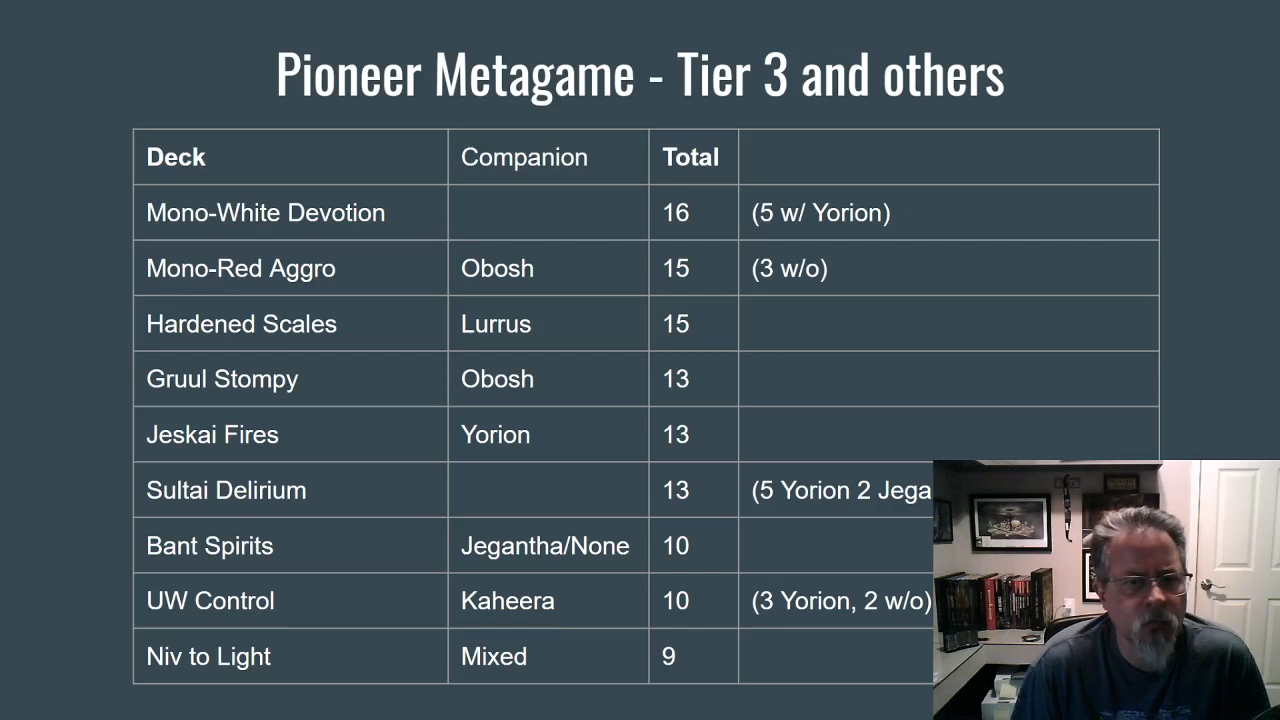 Pioneer Metagame - Tier 3 and others
Deck Companion Total
Mono-White Devotion 16 (5 w/ Yorion)
Mono-Red Aggro Obosh 15 (3 w/o)
Hardened Scales Lurrus 15
Gruul Stompy Obosh 13
Jeskai Fires Yorion 13
Sultai Delirium 13 (5 Yorion 2 Jega
Bant Spirits Jegantha/None 10
UW Control Kaheera 10 (3 Yorion, 2 w/o)
Niv to Light Mixed 9